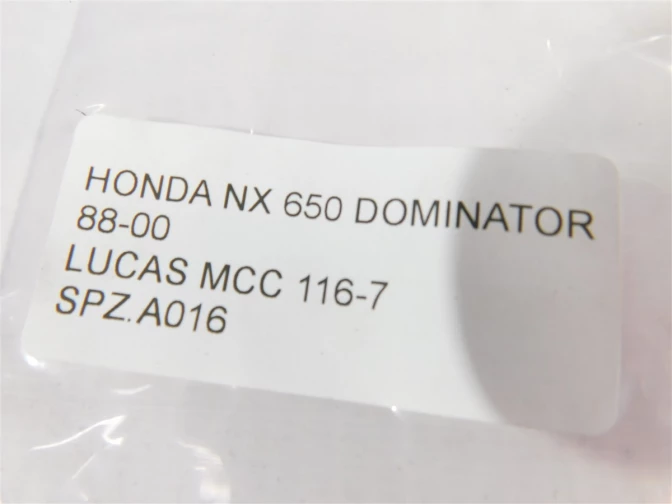 HONDA NX 650 DOMINATOR
88-00
LUCAS MCC 116-7
SPZ.A016